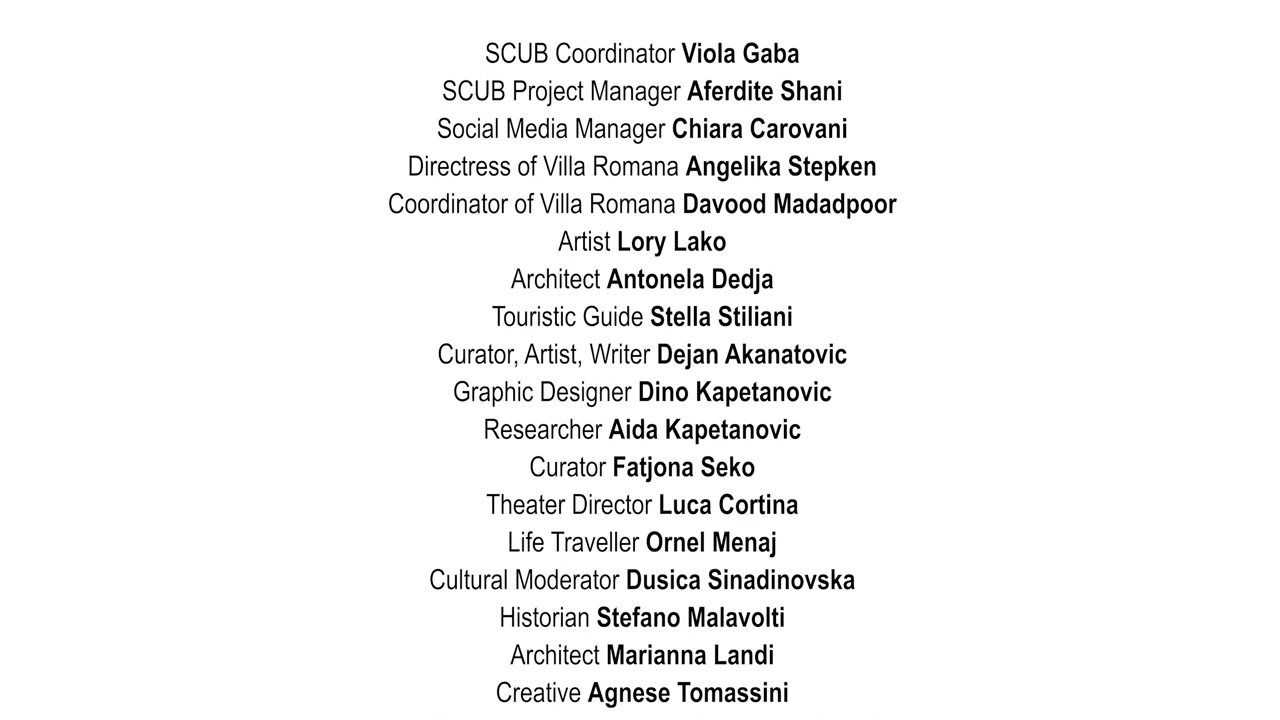 SCUB Coordinator Viola Gaba
SCUB Project Manager Aferdite Shani
Social Media Manager Chiara Carovani
Directress of Villa Romana Angelika Stepken
Coordinator of Villa Romana Davood Madadpoor
Artist Lory Lako
Architect Antonela Dedja
Touristic Guide Stella Stiliani
Curator, Artist, Writer Dejan Akanatovic
Graphic Designer Dino Kapetanovic
Researcher Aida Kapetanovic
Curator Fatjona Seko
Theater Director Luca Cortina
Life Traveller Ornel Menaj
Cultural Moderator Dusica Sinadinovska
Historian Stefano Malavolti
Architect Marianna Landi
Creative Agnese Tomassini